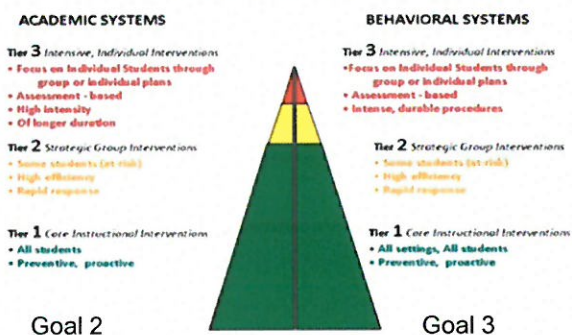 ACADEMIC SYSTEMS
Tier 3 Intensive, Individual Interventions
• Focus on Individual Students through
group or individual plans
• Assessment - based
• High intensity
• Of longer duration
Tier 2 Strategic Group Interventions
• Some students (at risk)
• High efficiency
• Rapid response
Tier 1 Core Instructional Interventions
• All students
• Preventive, proactive
Goal 2
BEHAVIORAL SYSTEMS
Tier 3 Intensive, Individual Interventions
•Focus on Individual Students through
group or individual plans
• Assessment - based
• Intense, durable procedures
Tier 2 Strategic Group Interventions
• Some students (at risk)
• High efficiency
• Rapid response
Tier 1 Core Instructional Interventions
• All settings, All students
• Preventive, proactive
Goal 3